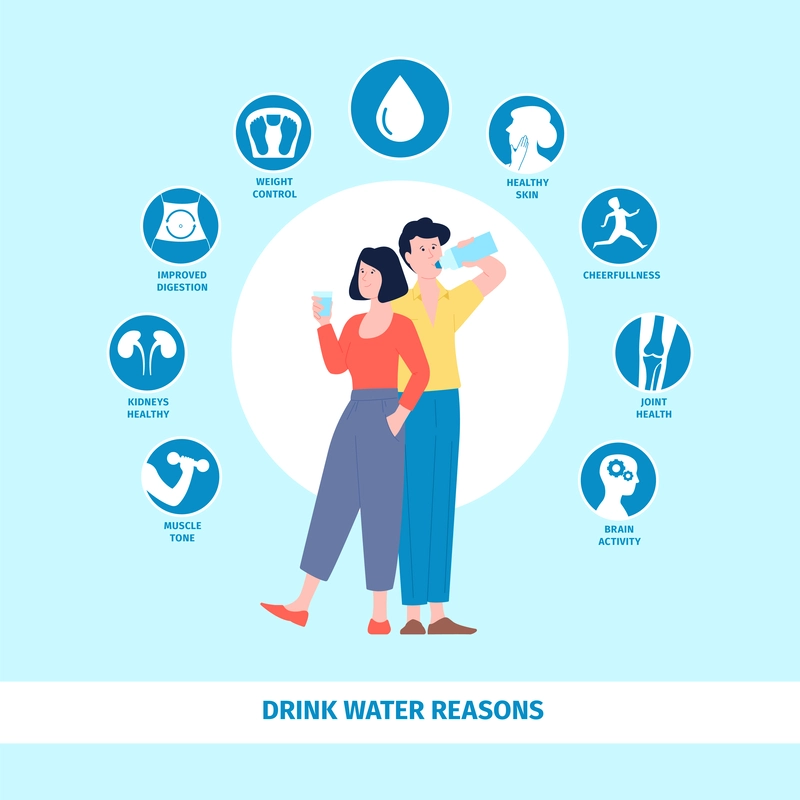 WEIGHT
CONTROL
HEALTHY
SKIN
IMPROVED
DIGESTION
CHEERFULLNESS
KIDNEYS
HEALTHY
JOINT
HEALTH
MUSCLE
TONE
BRAIN
ACTIVITY
DRINK WATER REASONS